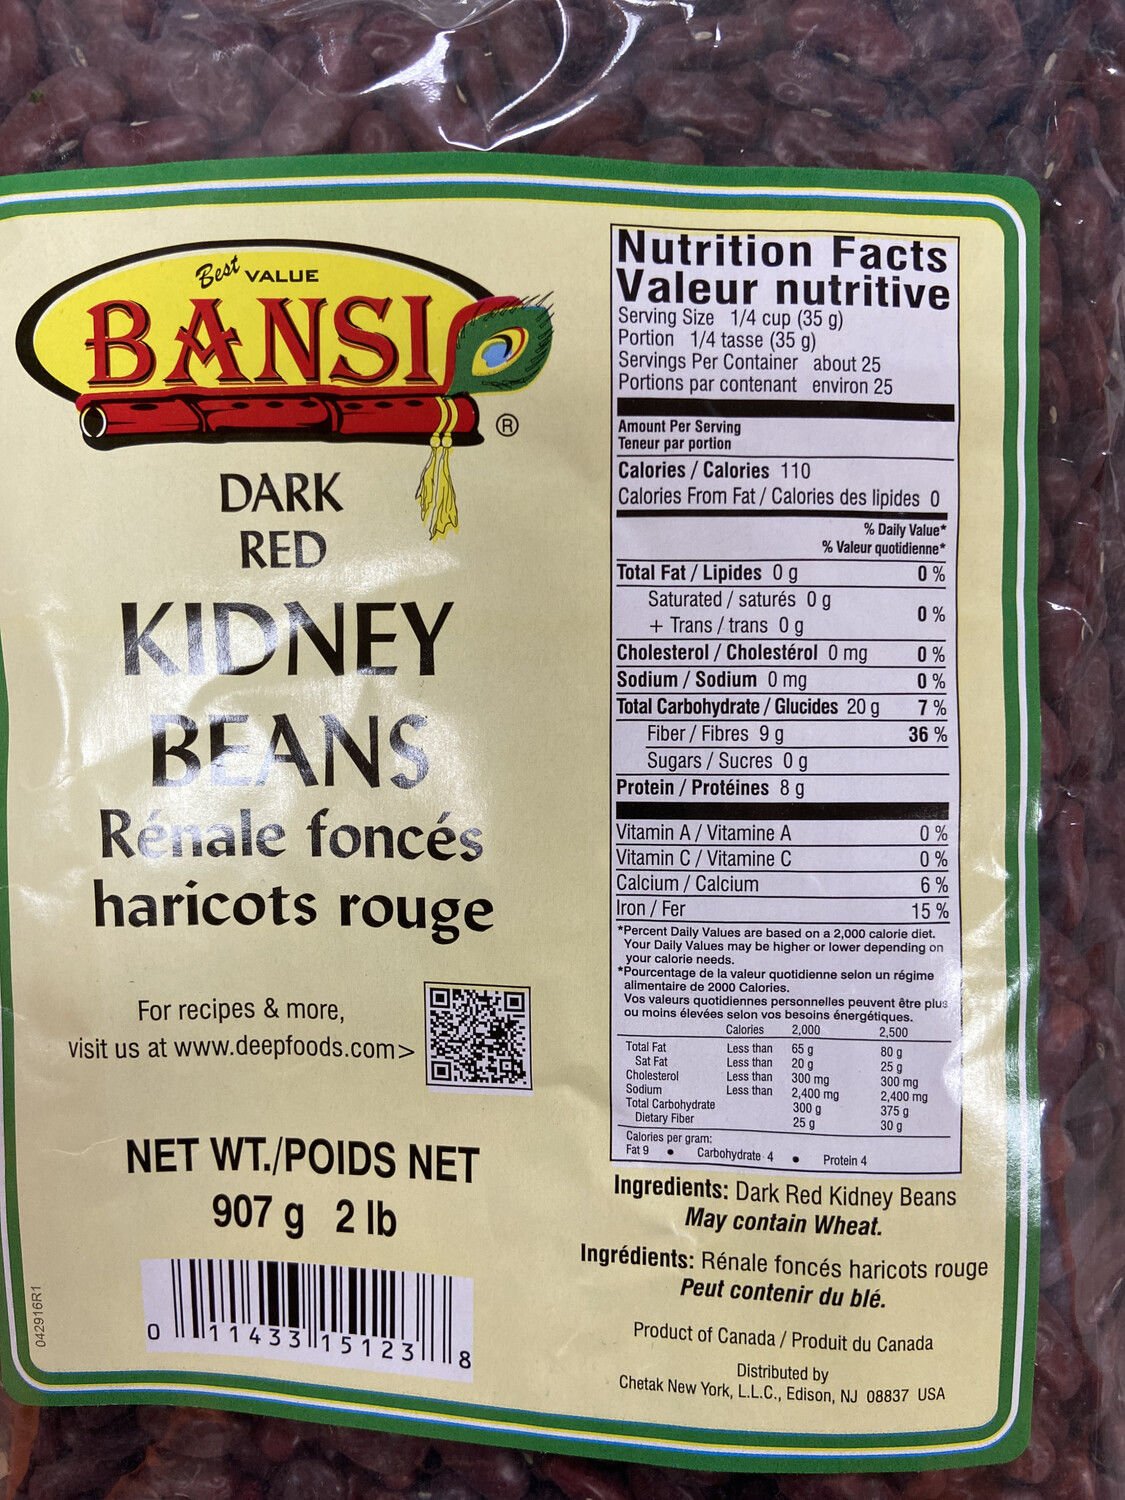 Best VALUE
BANSI
®
DARK
RED
KIDNEY
BEANS
Rénale foncés
haricots rouge
For recipes & more,
visit us at www.deepfoods.com>
NET WT./POIDS NET
907 g 2 lb
0 11433 15123 8
042916R1
Nutrition Facts
Valeur nutritive
Serving Size 1/4 cup (35 g)
Portion 1/4 tasse (35 g)
Servings Per Container about 25
Portions par contenant environ 25
Amount Per Serving
Teneur par portion
Calories / Calories 110
Calories From Fat / Calories des lipides 0
% Daily Value*
% Valeur quotidienne*
Total Fat / Lipides 0 g 0 %
Saturated / saturés 0 g
+ Trans / trans 0 g 0 %
Cholesterol / Cholestérol 0 mg 0 %
Sodium / Sodium 0 mg 0 %
Total Carbohydrate / Glucides 20 g 7 %
Fiber / Fibres 9 g 36 %
Sugars / Sucres 0 g
Protein / Protéines 8 g
Vitamin A / Vitamine A 0 %
Vitamin C / Vitamine C 0 %
Calcium / Calcium 6 %
Iron / Fer 15 %
*Percent Daily Values are based on a 2,000 calorie diet.
Your Daily Values may be higher or lower depending on
your calorie needs.
*Pourcentage de la valeur quotidienne selon un régime
alimentaire de 2000 Calories.
Vos valeurs quotidiennes personnelles peuvent être plus
ou moins élevées selon vos besoins énergétiques.
Calories 2,000 2,500
Total Fat Less than 65 g 80 g
Sat Fat Less than 20 g 25 g
Cholesterol Less than 300 mg 300 mg
Sodium Less than 2,400 mg 2,400 mg
Total Carbohydrate 300 g 375 g
Dietary Fiber 25 g 30 g
Calories per gram:
Fat 9 • Carbohydrate 4 • Protein 4
Ingredients: Dark Red Kidney Beans
May contain Wheat.
Ingrédients: Rénale foncés haricots rouge
Peut contenir du blé.
Product of Canada / Produit du Canada
Distributed by
Chetak New York, L.L.C., Edison, NJ 08837 USA